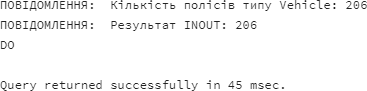 ПОВІДОМЛЕННЯ:  Кількість полісів типу Vehicle: 206
ПОВІДОМЛЕННЯ:  Результат INOUT: 206
DO
Query returned successfully in 45 msec.